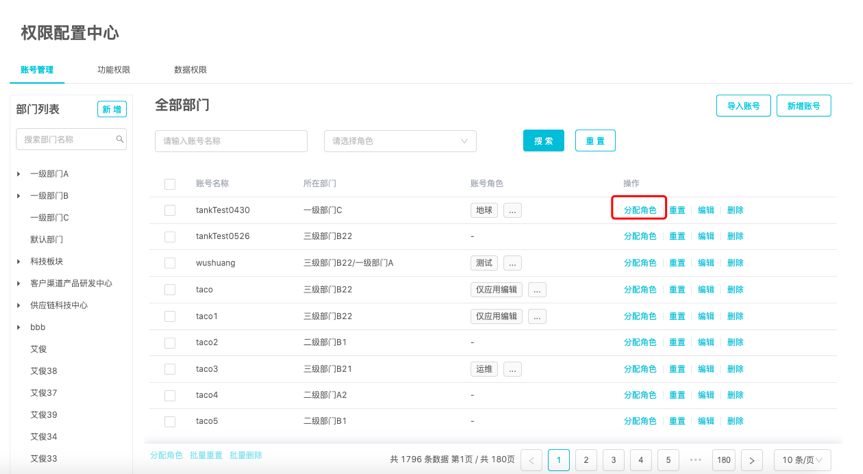 权限配置中心
账号管理 功能权限 数据权限
部门列表 新增
搜索部门名称
一级部门A
一级部门B
一级部门C
默认部门
科技板块
客户渠道产品研发中心
供应链科技中心
bbb
艾俊
艾俊38
艾俊37
艾俊39
艾俊34
艾俊33
全部部门 导入账号 新增账号
请输入账号名称 请选择角色 搜索 重置
账号名称 所在部门 账号角色 操作
tankTest0430 一级部门C 地球 ... 分配角色 重置 编辑 删除
tankTest0526 三级部门B22 - 分配角色 重置 编辑 删除
wushuang 三级部门B22/一级部门A 测试 ... 分配角色 重置 编辑 删除
taco 三级部门B22 仅应用编辑 ... 分配角色 重置 编辑 删除
taco1 三级部门B22 仅应用编辑 ... 分配角色 重置 编辑 删除
taco2 二级部门B1 - 分配角色 重置 编辑 删除
taco3 三级部门B21 运维 ... 分配角色 重置 编辑 删除
taco4 二级部门A2 - 分配角色 重置 编辑 删除
taco5 二级部门B1 - 分配角色 重置 编辑 删除
分配角色 批量重置 批量删除 共 1796 条数据 第1页 / 共 180页 < 1 2 3 4 5 ••• 180 > 10 条/页